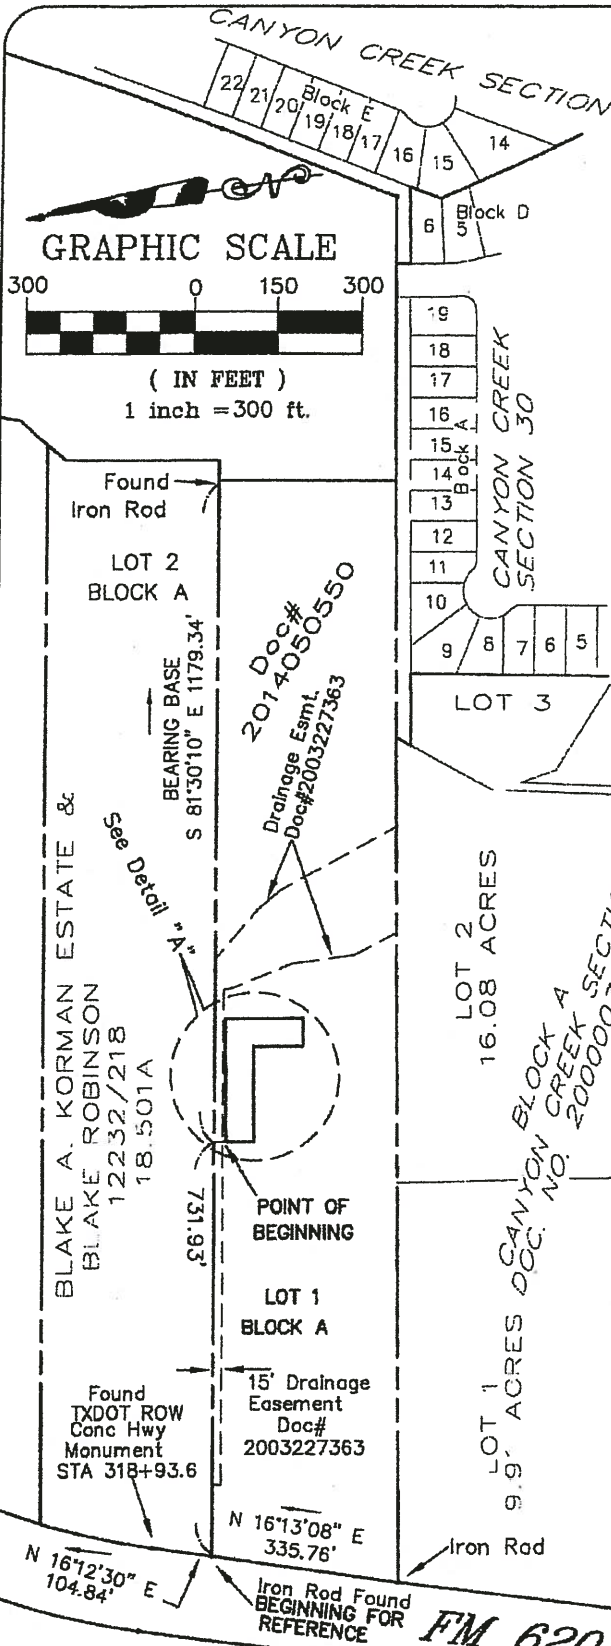 CANYON CREEK SECTION
22
21
20
Block E
19
18
17
16
15
14
N
6
5
Block D
GRAPHIC SCALE
300
0
150
300
( IN FEET )
1 inch =300 ft.
19
18
17
16
15
14
13
12
11
10
9
8
7
6
5
Block A
CANYON CREEK
SECTION 30
Found
Iron Rod
LOT 2
BLOCK A
BEARING BASE
S 81°30'10" E 1179.34'
Doc#
2014050550
Drainage Esmt.
Doc#2003227363
LOT 3
See Detail "A"
BLAKE A. KORMAN ESTATE &
BLAKE ROBINSON
12232/218
18.501A
LOT 2
16.08 ACRES
CANYON BLOCK A
CREEK
DOC. NO.
731.93'
POINT OF
BEGINNING
LOT 1
BLOCK A
15' Drainage
Easement
Doc#
2003227363
LOT 1
ACRES
Found
TXDOT ROW
Conc Hwy
Monument
STA 318+93.6
N 16°13'08" E
335.76'
Iron Rod
N 16°12'30" E
104.84'
Iron Rod Found
BEGINNING FOR
REFERENCE
FM 620